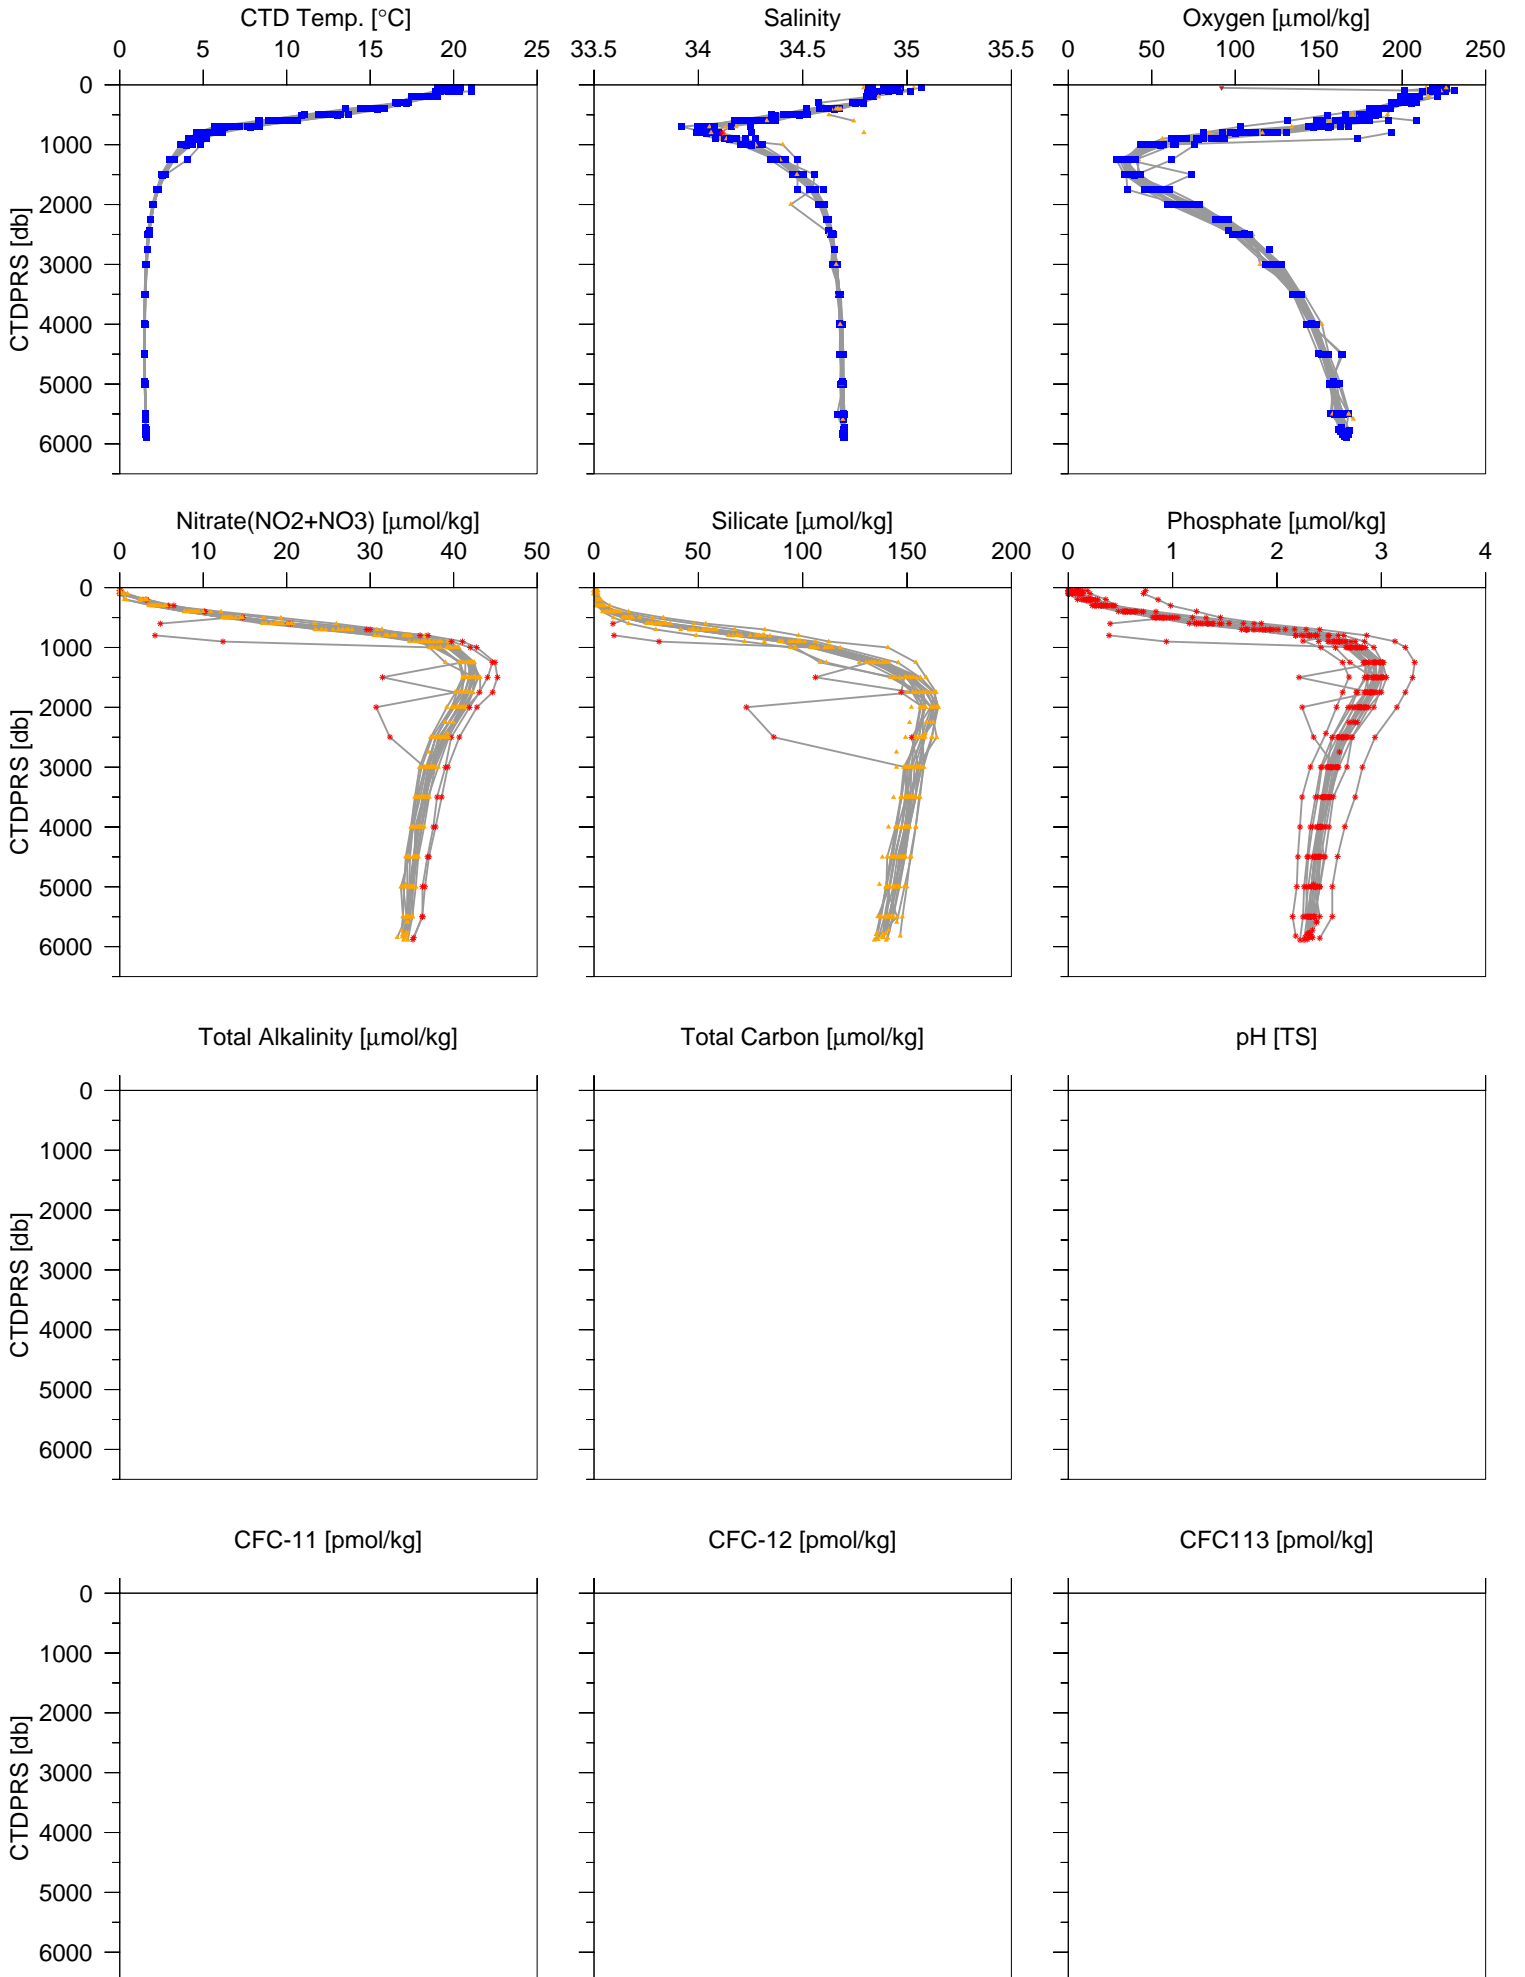 CTD Temp. [°C] Salinity Oxygen [μmol/kg]
0 5 10 15 20 25 33.5 34 34.5 35 35.5 0 50 100 150 200 250
0
1000
2000
3000
4000
5000
6000
CTDPRS [db]
Nitrate(NO2+NO3) [μmol/kg] Silicate [μmol/kg] Phosphate [μmol/kg]
0 10 20 30 40 50 0 50 100 150 200 0 1 2 3 4
0
1000
2000
3000
4000
5000
6000
CTDPRS [db]
Total Alkalinity [μmol/kg] Total Carbon [μmol/kg] pH [TS]
0
1000
2000
3000
4000
5000
6000
CTDPRS [db]
CFC-11 [pmol/kg] CFC-12 [pmol/kg] CFC113 [pmol/kg]
0
1000
2000
3000
4000
5000
6000
CTDPRS [db]